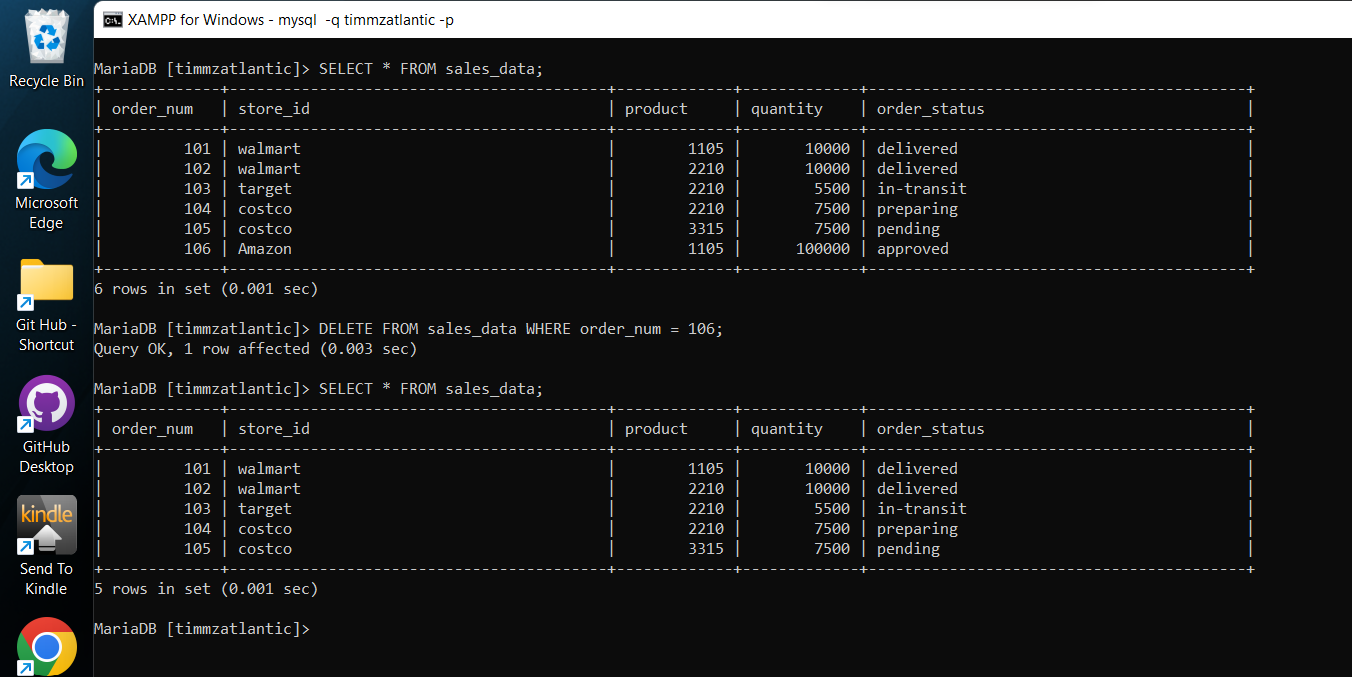 XAMPP for Windows - mysql -q timmzatlantic -p
Recycle Bin
Microsoft
Edge
Git Hub -
Shortcut
GitHub
Desktop
kindle
Send To
Kindle
MariaDB [timmzatlantic]> SELECT * FROM sales_data;
+-------------+------------------------------------------+-------------+-------------+------------------------------------------+
| order_num | store_id | product | quantity | order_status |
+-------------+------------------------------------------+-------------+-------------+------------------------------------------+
| 101 | walmart | 1105 | 10000 | delivered |
| 102 | walmart | 2210 | 10000 | delivered |
| 103 | target | 2210 | 5500 | in-transit |
| 104 | costco | 2210 | 7500 | preparing |
| 105 | costco | 3315 | 7500 | pending |
| 106 | Amazon | 1105 | 100000 | approved |
+-------------+------------------------------------------+-------------+-------------+------------------------------------------+
6 rows in set (0.001 sec)
MariaDB [timmzatlantic]> DELETE FROM sales_data WHERE order_num = 106;
Query OK, 1 row affected (0.003 sec)
MariaDB [timmzatlantic]> SELECT * FROM sales_data;
+-------------+------------------------------------------+-------------+-------------+------------------------------------------+
| order_num | store_id | product | quantity | order_status |
+-------------+------------------------------------------+-------------+-------------+------------------------------------------+
| 101 | walmart | 1105 | 10000 | delivered |
| 102 | walmart | 2210 | 10000 | delivered |
| 103 | target | 2210 | 5500 | in-transit |
| 104 | costco | 2210 | 7500 | preparing |
| 105 | costco | 3315 | 7500 | pending |
+-------------+------------------------------------------+-------------+-------------+------------------------------------------+
5 rows in set (0.001 sec)
MariaDB [timmzatlantic]>